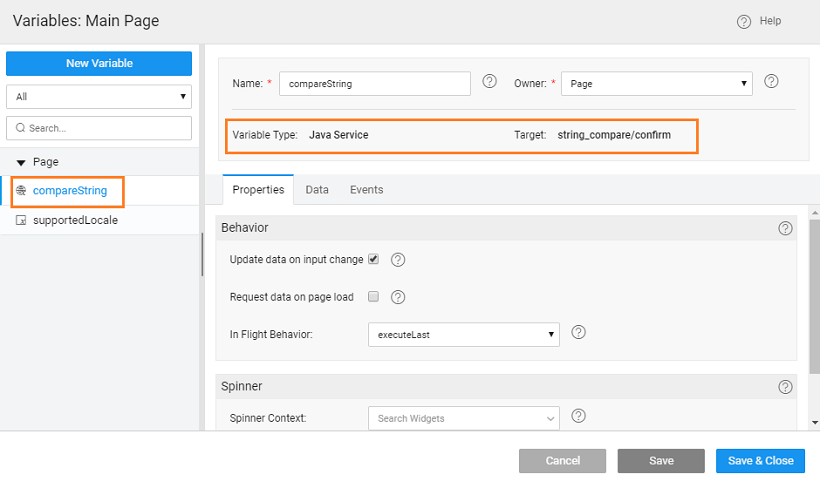 Variables: Main Page
Help
New Variable
All
Search...
Page
compareString
supportedLocale
Name: * compareString
Owner: * Page
Variable Type: Java Service
Target: string_compare/confirm
Properties Data Events
Behavior
Update data on input change
Request data on page load
In Flight Behavior: executeLast
Spinner
Spinner Context: Search Widgets
Cancel Save Save & Close